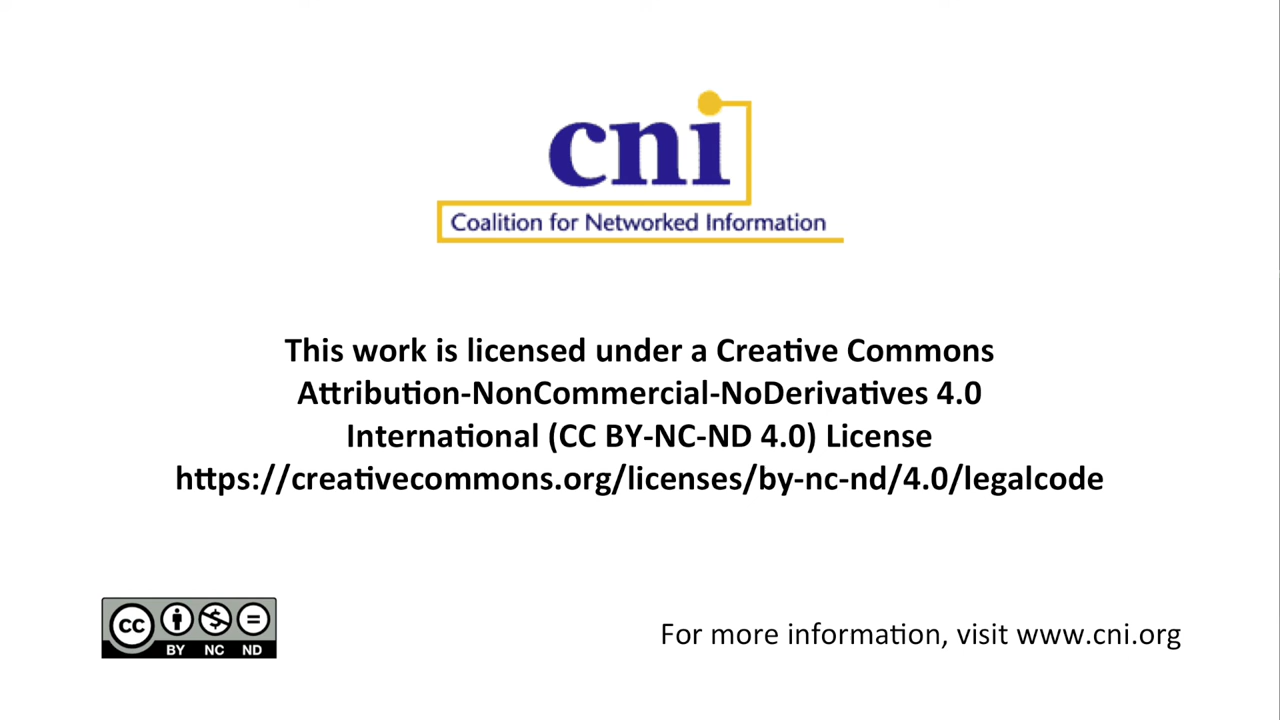 cni
Coalition for Networked Information
This work is licensed under a Creative Commons
Attribution-NonCommercial-NoDerivatives 4.0
International (CC BY-NC-ND 4.0) License
https://creativecommons.org/licenses/by-nc-nd/4.0/legalcode
CC
BY NC ND
For more information, visit www.cni.org